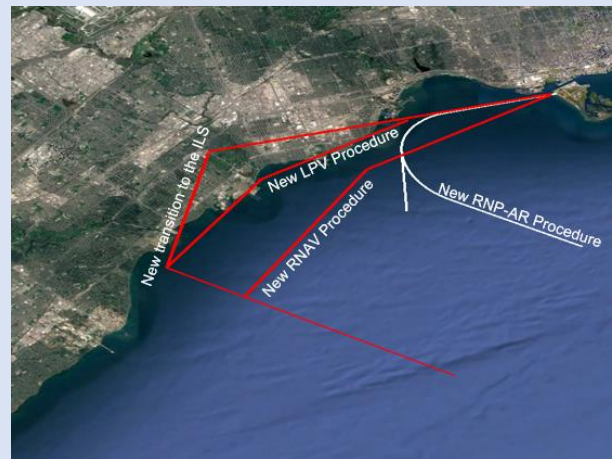 New transition to the ILS
New LPV Procedure
New RNAV Procedure
New RNP-AR Procedure